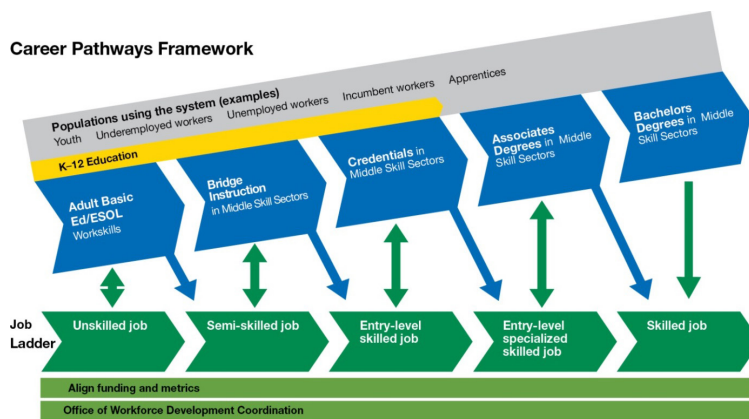 Career Pathways Framework
Populations using the system (examples)
Youth Underemployed workers Unemployed workers Incumbent workers Apprentices
K–12 Education
Adult Basic
Ed/ESOL
Workskills
Bridge
Instruction
in Middle Skill Sectors
Credentials in
Middle Skill Sectors
Associates
Degrees in Middle
Skill Sectors
Bachelors
Degrees in Middle
Skill Sectors
Job
Ladder
Unskilled job
Semi-skilled job
Entry-level
skilled job
Entry-level
specialized
skilled job
Skilled job
Align funding and metrics
Office of Workforce Development Coordination